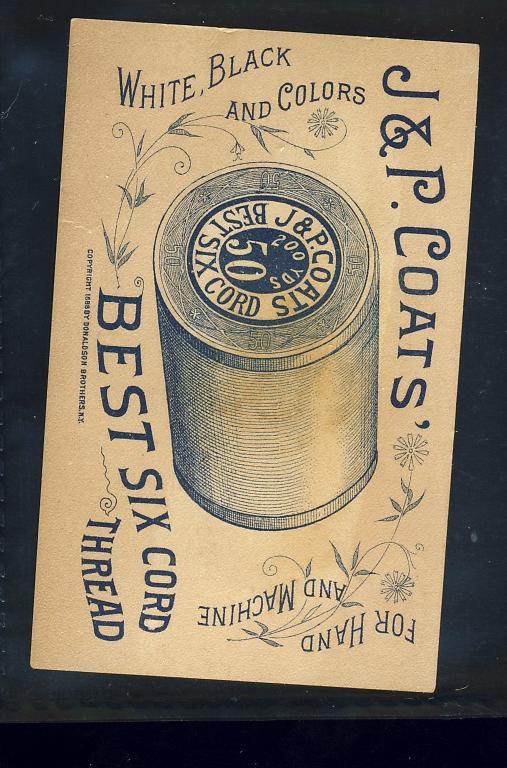 WHITE, BLACK
AND COLORS
J & P. COATS'
BEST SIX CORD
THREAD
FOR HAND
AND MACHINE
J & P. COATS
BEST SIX CORD
200 YDS
50
50
50
50
50
COPYRIGHT 1888 BY DONALDSON BROTHERS, N.Y.